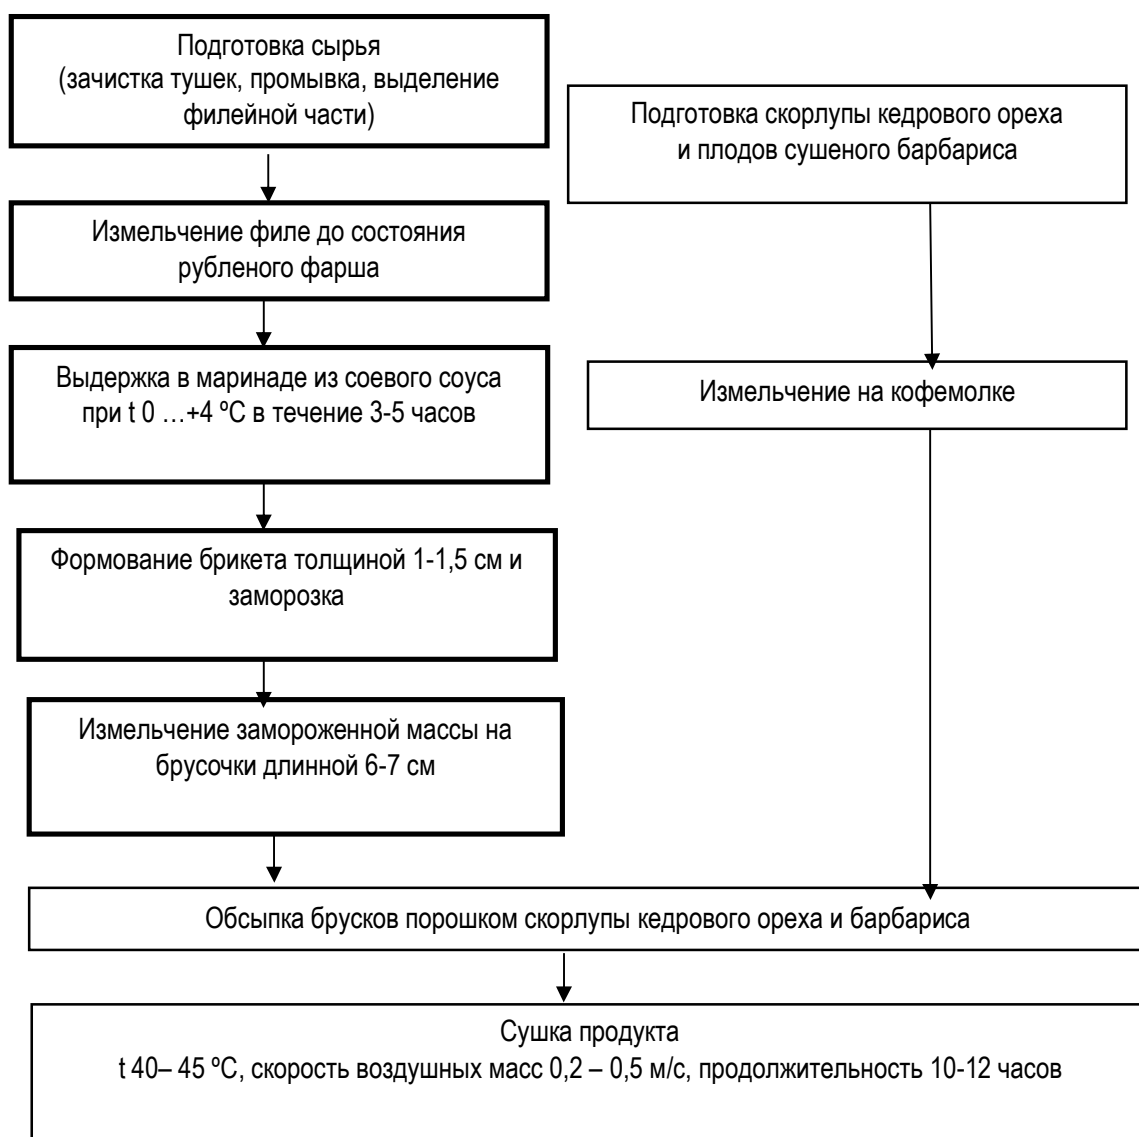 Подготовка сырья
(зачистка тушек, промывка, выделение
филейной части)
Подготовка скорлупы кедрового ореха
и плодов сушеного барбариса
Измельчение филе до состояния
рубленого фарша
Выдержка в маринаде из соевого соуса
при t 0 …+4 ºС в течение 3-5 часов
Измельчение на кофемолке
Формование брикета толщиной 1-1,5 см и
заморозка
Измельчение замороженной массы на
брусочки длинной 6-7 см
Обсыпка брусков порошком скорлупы кедрового ореха и барбариса
Сушка продукта
t 40– 45 ºС, скорость воздушных масс 0,2 – 0,5 м/с, продолжительность 10-12 часов